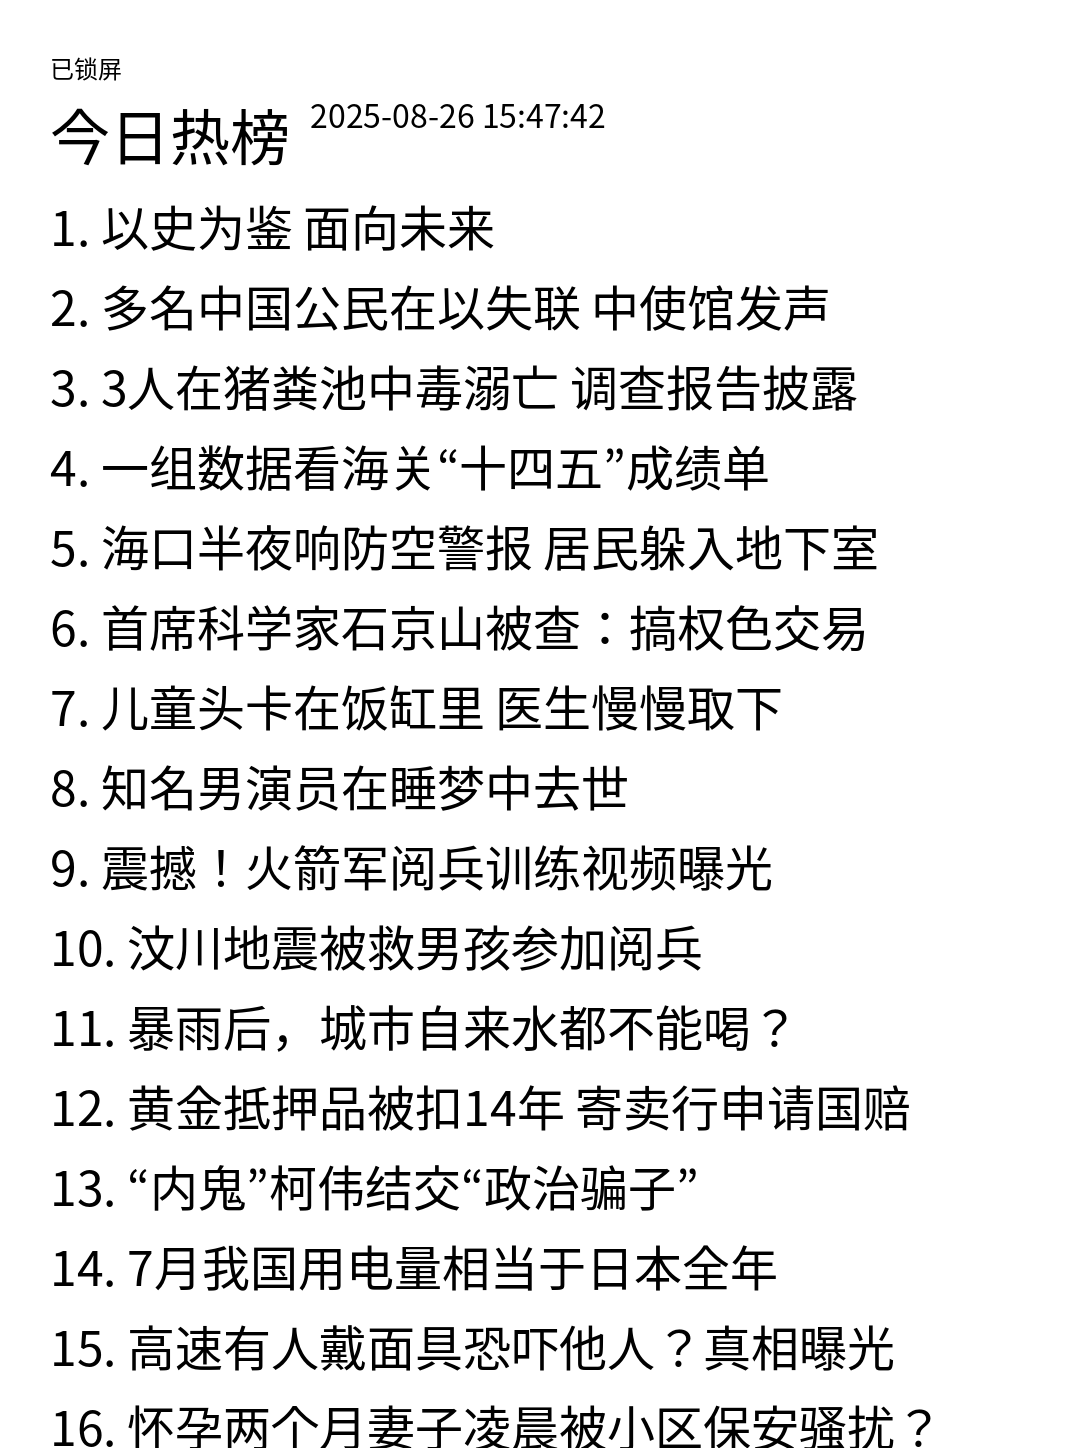 已锁屏
今日热榜 2025-08-26 15:47:42
1. 以史为鉴 面向未来
2. 多名中国公民在以失联 中使馆发声
3. 3人在猪粪池中毒溺亡 调查报告披露
4. 一组数据看海关“十四五”成绩单
5. 海口半夜响防空警报 居民躲入地下室
6. 首席科学家石京山被查：搞权色交易
7. 儿童头卡在饭缸里 医生慢慢取下
8. 知名男演员在睡梦中去世
9. 震撼！火箭军阅兵训练视频曝光
10. 汶川地震被救男孩参加阅兵
11. 暴雨后，城市自来水都不能喝？
12. 黄金抵押品被扣14年 寄卖行申请国赔
13. “内鬼”柯伟结交“政治骗子”
14. 7月我国用电量相当于日本全年
15. 高速有人戴面具恐吓他人？真相曝光
16. 怀孕两个月妻子凌晨被小区保安骚扰？